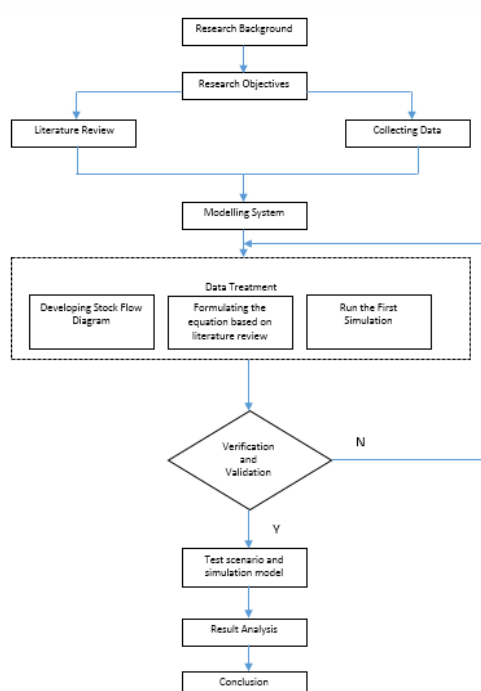 Research Background
Research Objectives
Literature Review
Collecting Data
Modelling System
Data Treatment
Developing Stock Flow
Diagram
Formulating the
equation based on
literature review
Run the First
Simulation
Verification
and
Validation
N
Y
Test scenario and
simulation model
Result Analysis
Conclusion